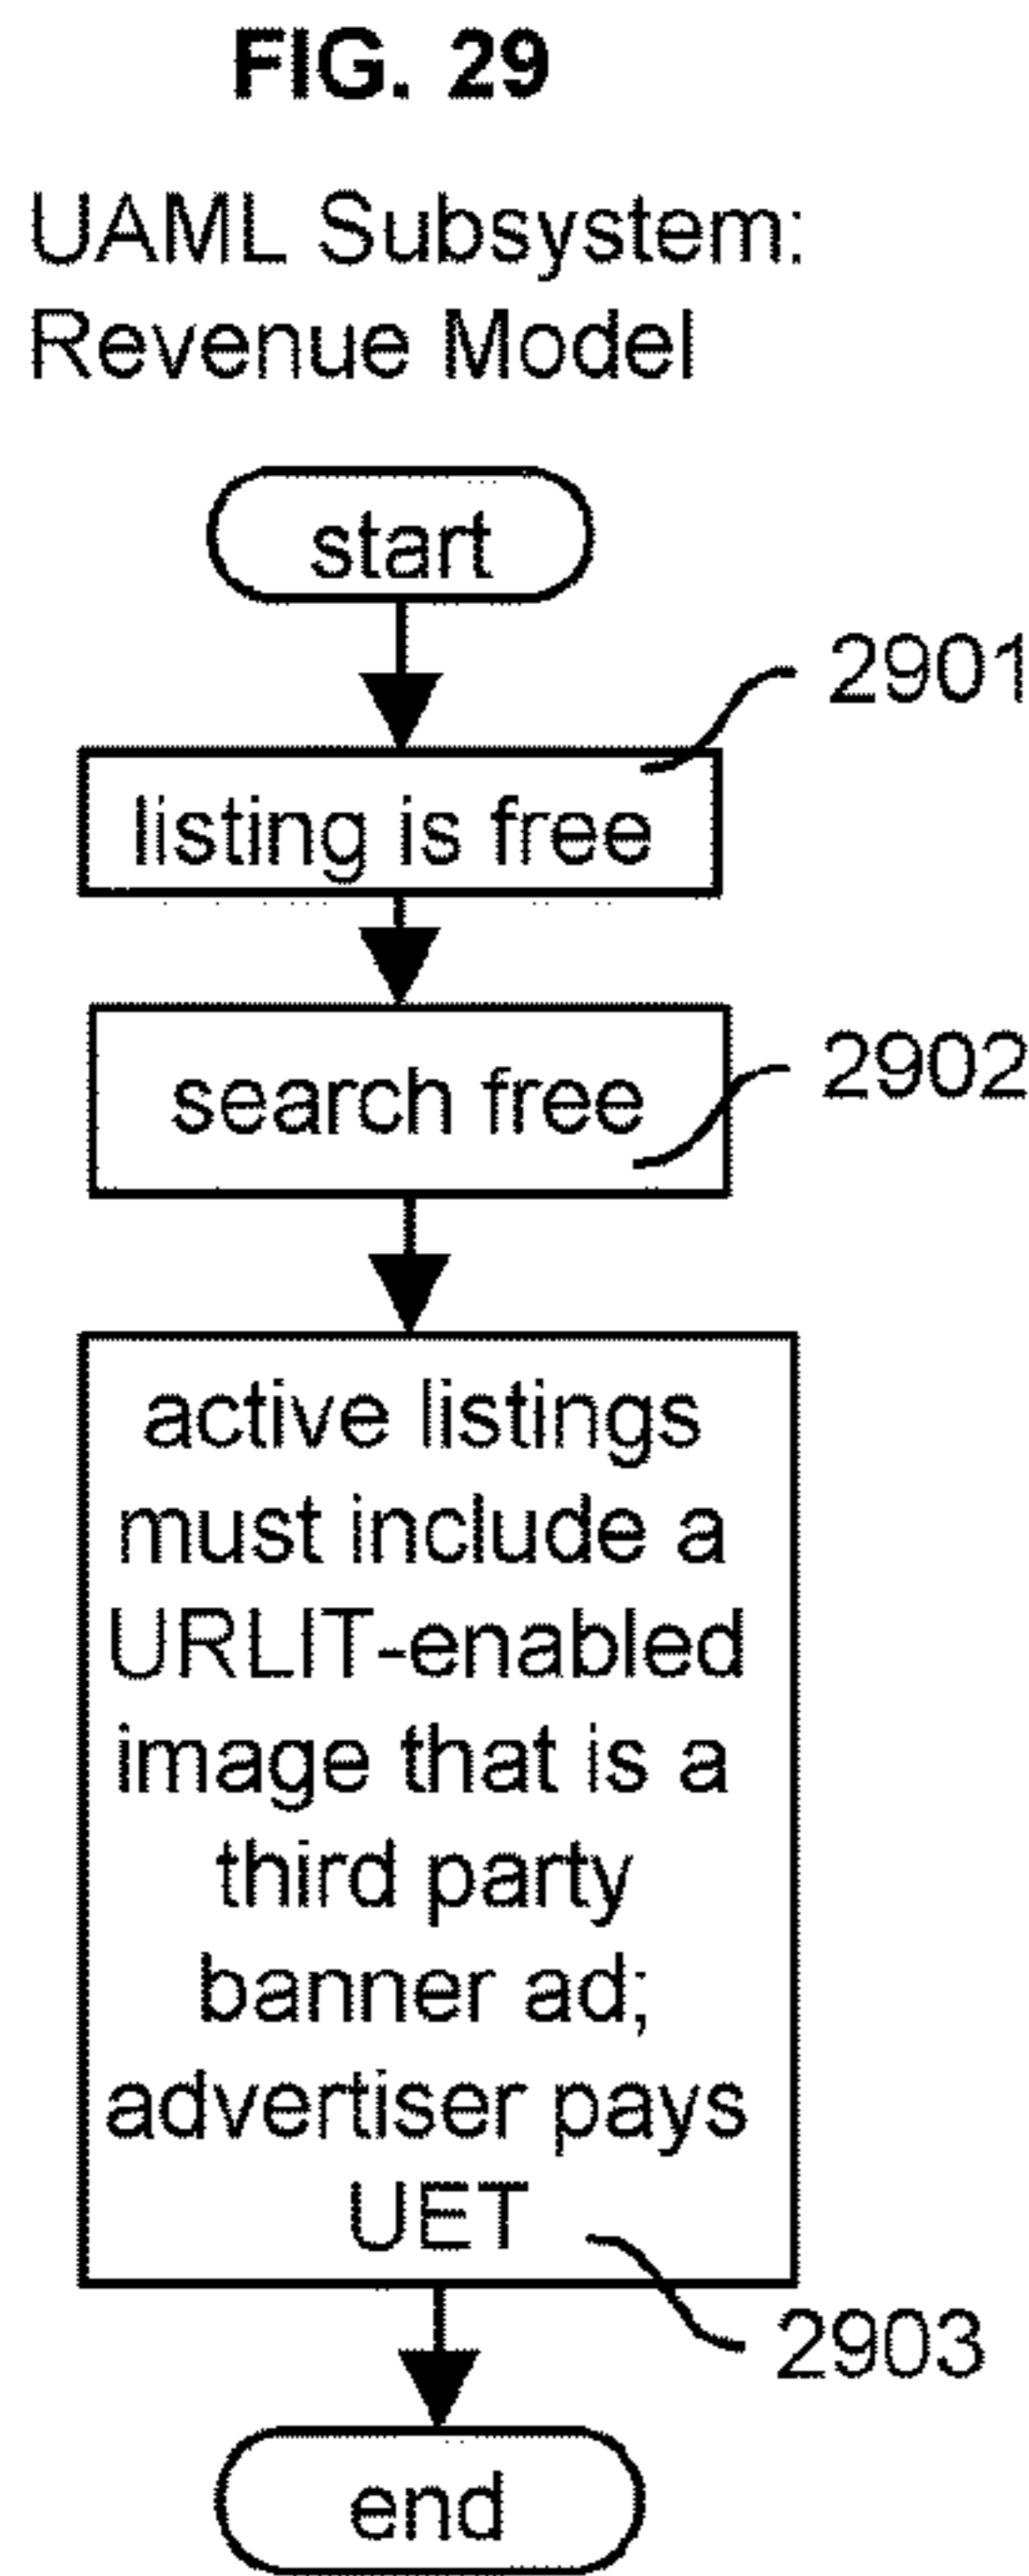 FIG. 29
UAML Subsystem:
Revenue Model
start
2901
listing is free
2902
search free
active listings
must include a
URLIT-enabled
image that is a
third party
banner ad;
advertiser pays
UET
2903
end